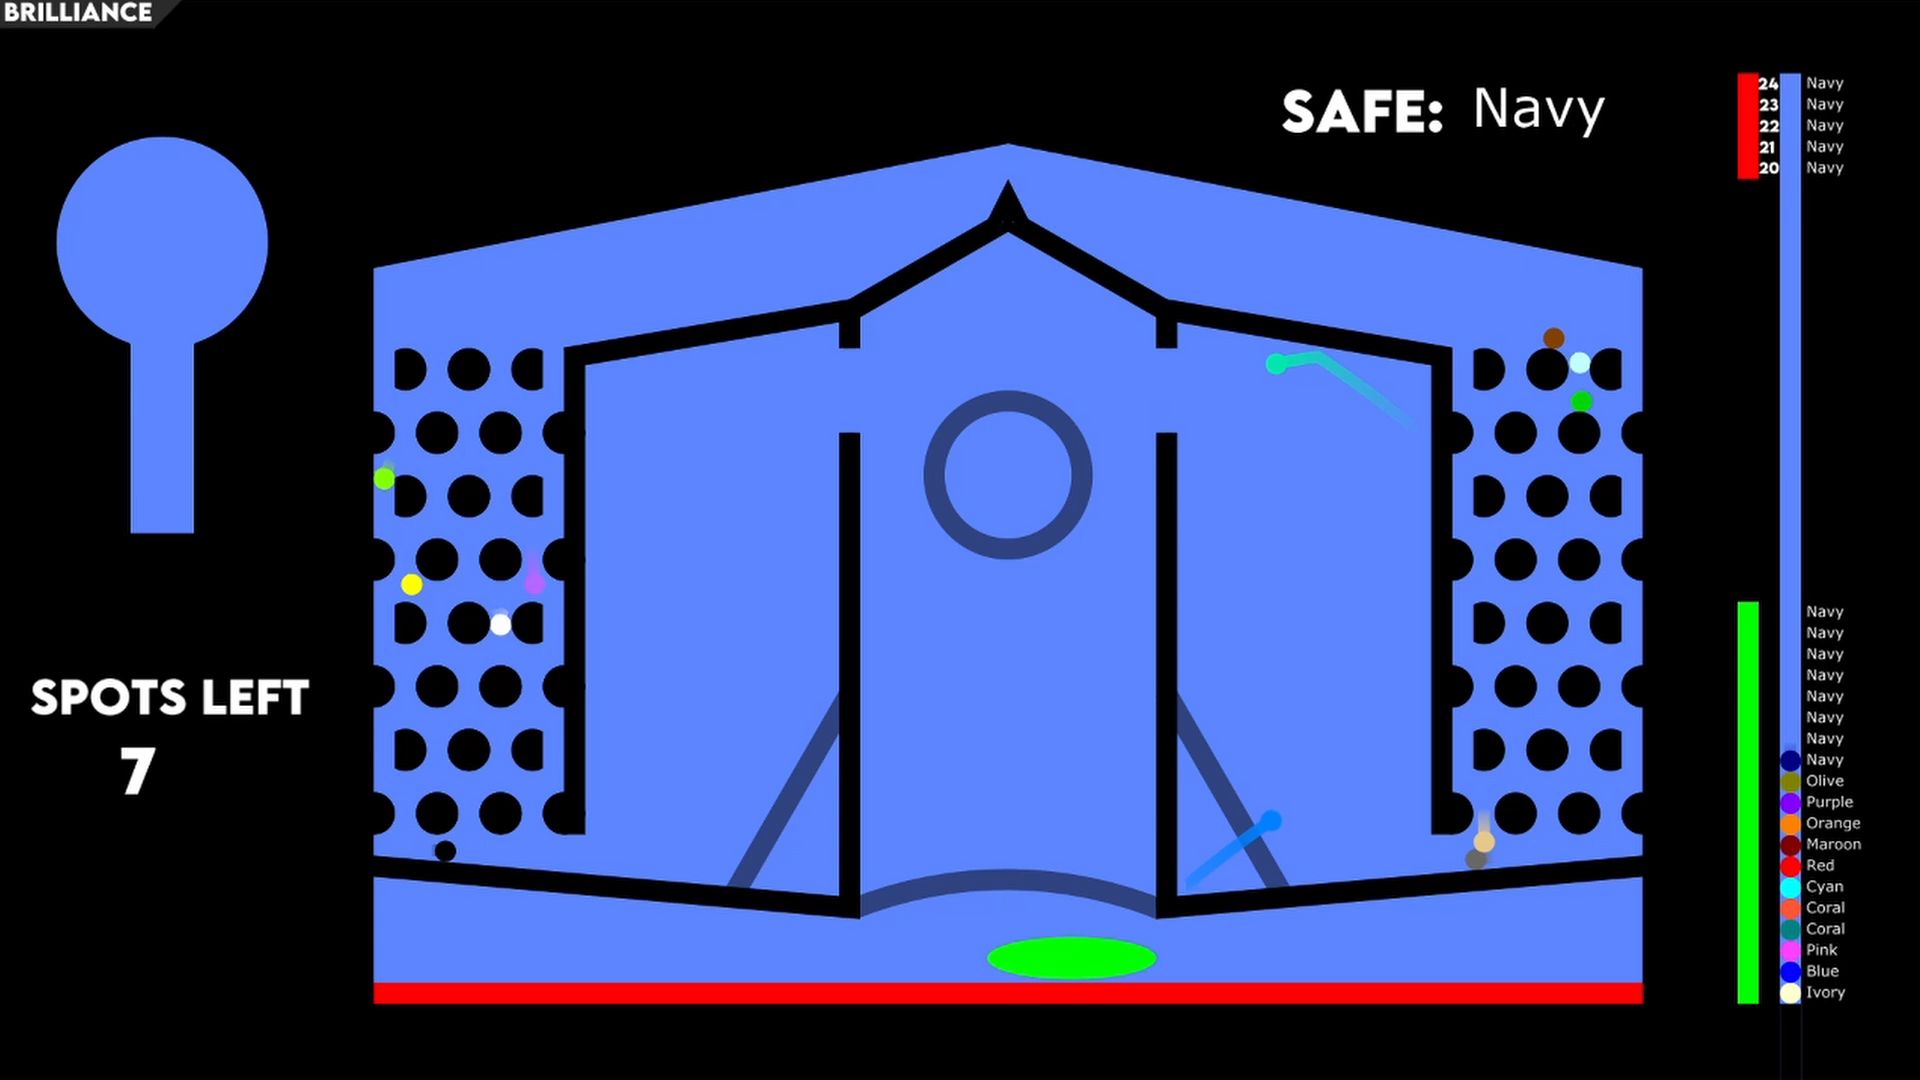 BRILLIANCE
SAFE: Navy
SPOTS LEFT
7
24 Navy
23 Navy
22 Navy
21 Navy
20 Navy
Navy
Navy
Navy
Navy
Navy
Navy
Navy
Navy
Olive
Purple
Orange
Maroon
Red
Cyan
Coral
Coral
Pink
Blue
Ivory